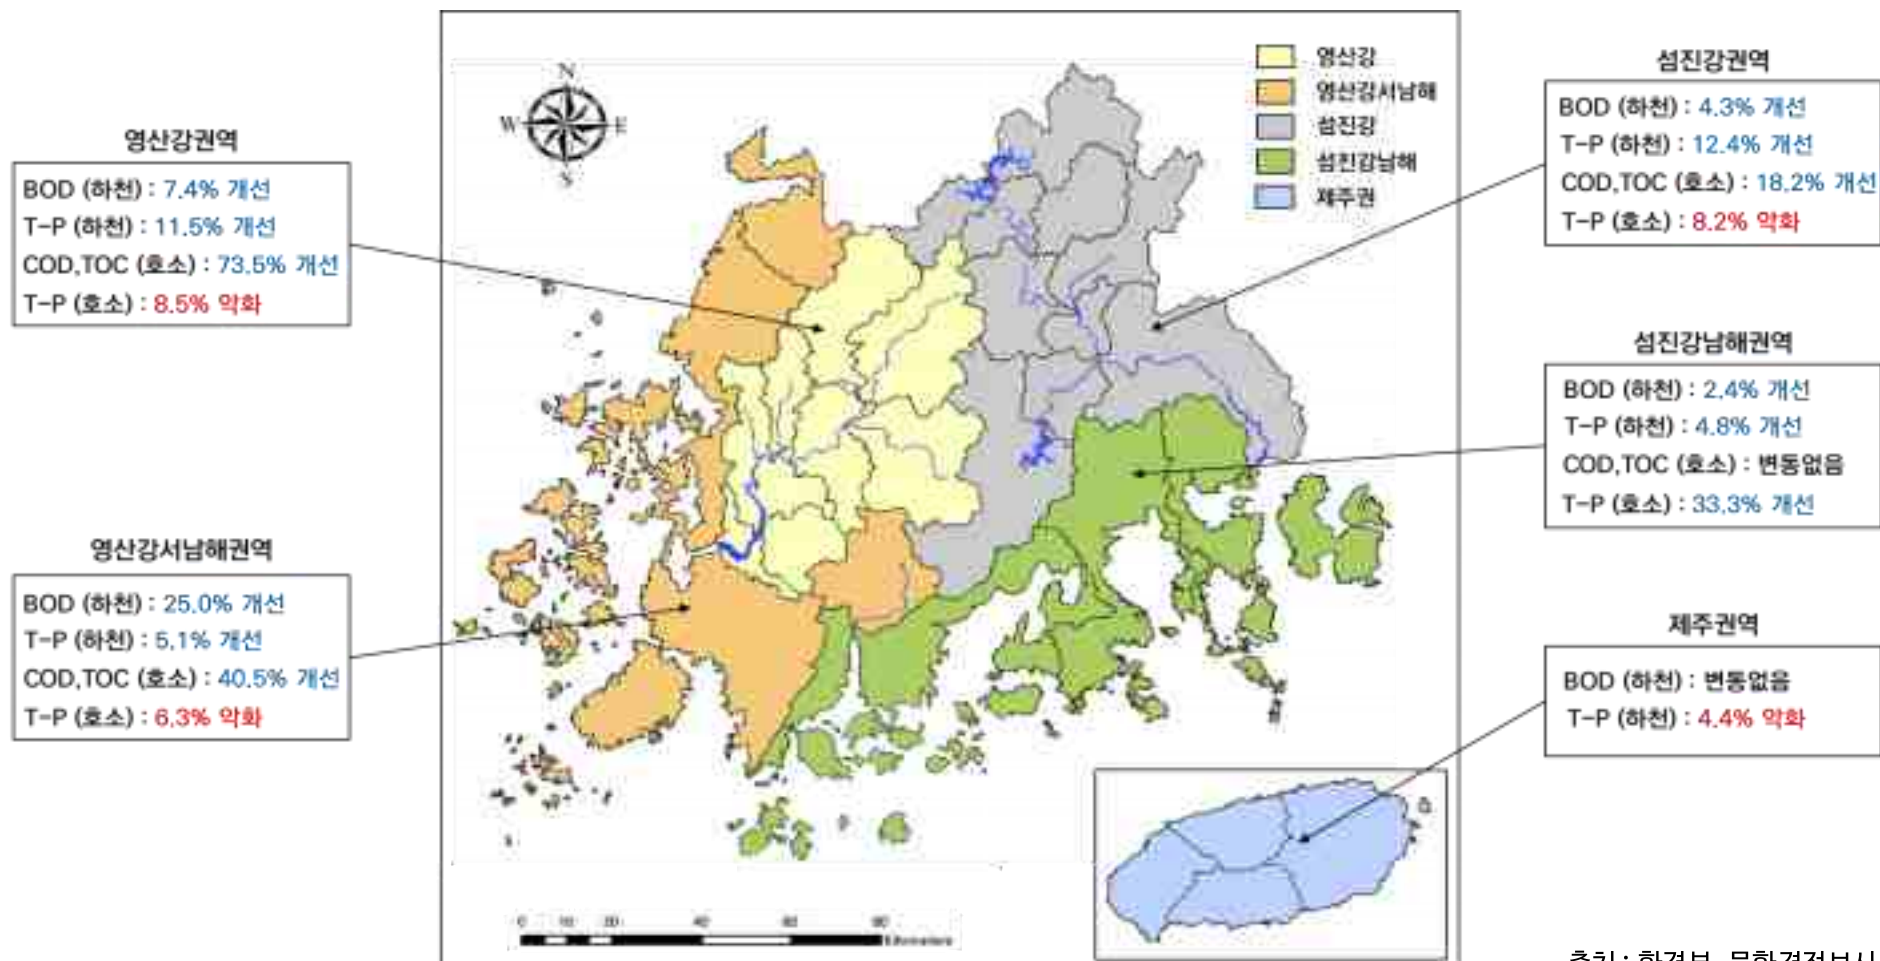 영산강권역
BOD (하천) : 7.4% 개선
T-P (하천) : 11.5% 개선
COD,TOC (호소) : 73.5% 개선
T-P (호소) : 8.5% 악화
영산강서남해권역
BOD (하천) : 25.0% 개선
T-P (하천) : 5.1% 개선
COD,TOC (호소) : 40.5% 개선
T-P (호소) : 6.3% 악화
N
W
E
S
영산강
영산강서남해
섬진강
섬진강남해
제주권
섬진강권역
BOD (하천) : 4.3% 개선
T-P (하천) : 12.4% 개선
COD,TOC (호소) : 18.2% 개선
T-P (호소) : 8.2% 악화
섬진강남해권역
BOD (하천) : 2.4% 개선
T-P (하천) : 4.8% 개선
COD,TOC (호소) : 변동없음
T-P (호소) : 33.3% 개선
제주권역
BOD (하천) : 변동없음
T-P (하천) : 4.4% 악화
0 10 20 40